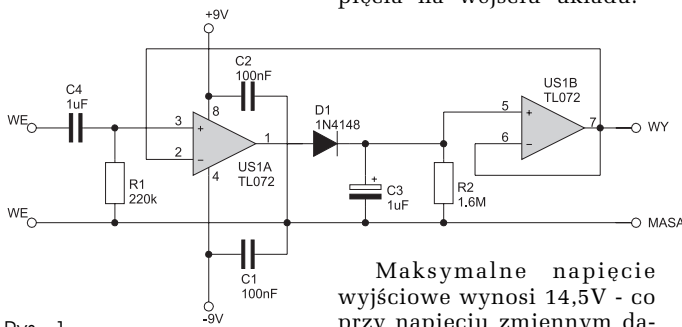 pięcia na wejściu układu.
+9V
C2
100nF
C4
1uF
US1B
TL072
D1
1N4148
WE
3
+
8
1
5
+
7
WY
2
−
6
−
US1A
TL072
4
R1
220k
+
C3
1uF
R2
1.6M
WE
MASA
C1
100nF
-9V
Maksymalne napięcie
wyjściowe wynosi 14,5V - co
przy napięciu zmiennym da-
Rys. 1